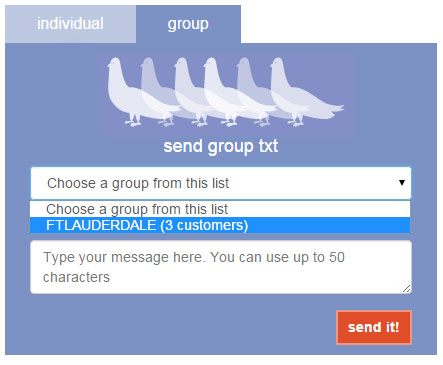 individual
group
send group txt
Choose a group from this list
Choose a group from this list
FTLAUDERDALE (3 customers)
Type your message here. You can use up to 50
characters
send it!